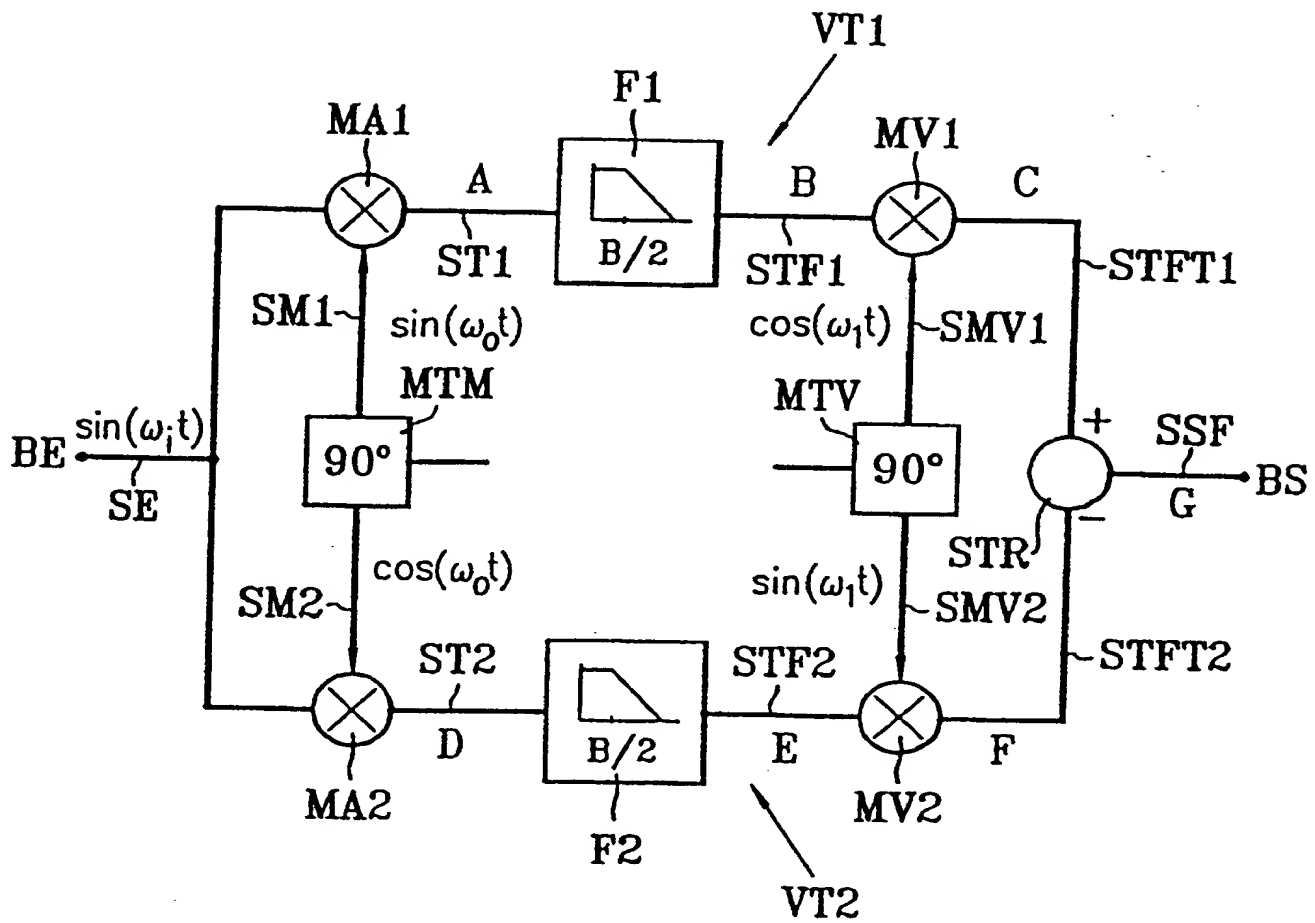 VT1
F1
MA1
MV1
A
B
C
ST1
B/2
STF1
STFT1
SM1
sin(ω₀t)
cos(ω₁t)
SMV1
MTM
MTV
sin(ωᵢt)
+
SSF
BE
90°
90°
BS
SE
G
−
STR
cos(ω₀t)
sin(ω₁t)
SM2
SMV2
ST2
STF2
STFT2
D
B/2
E
F
MA2
MV2
F2
VT2